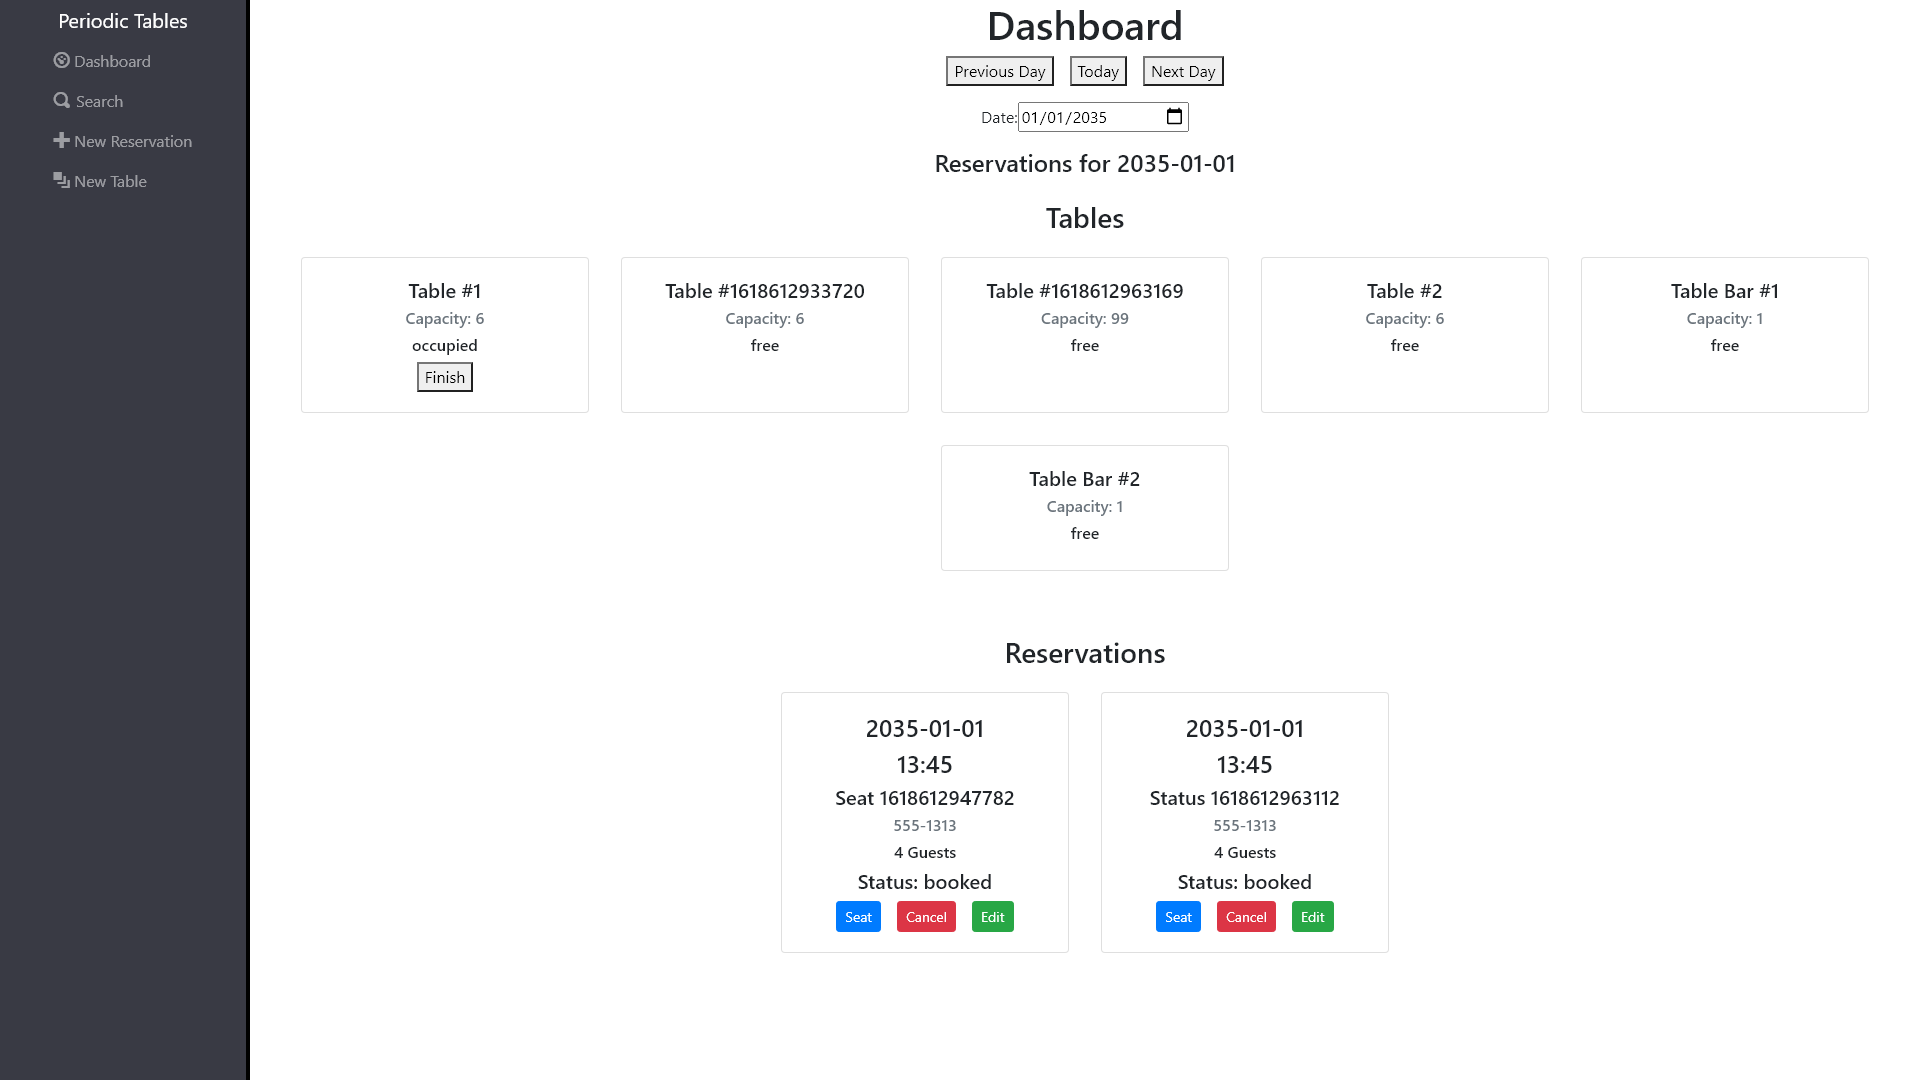 Periodic Tables
Dashboard
Search
New Reservation
New Table
Dashboard
Previous Day Today Next Day
Date: 01/01/2035
Reservations for 2035-01-01
Tables
Table #1
Capacity: 6
occupied
Finish
Table #1618612933720
Capacity: 6
free
Table #1618612963169
Capacity: 99
free
Table #2
Capacity: 6
free
Table Bar #1
Capacity: 1
free
Table Bar #2
Capacity: 1
free
Reservations
2035-01-01
13:45
Seat 1618612947782
555-1313
4 Guests
Status: booked
Seat Cancel Edit
2035-01-01
13:45
Status 1618612963112
555-1313
4 Guests
Status: booked
Seat Cancel Edit